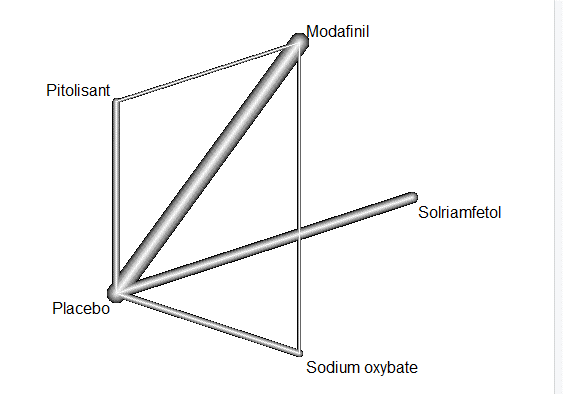 Modafinil
Pitolisant
Solriamfetol
Placebo
Sodium oxybate